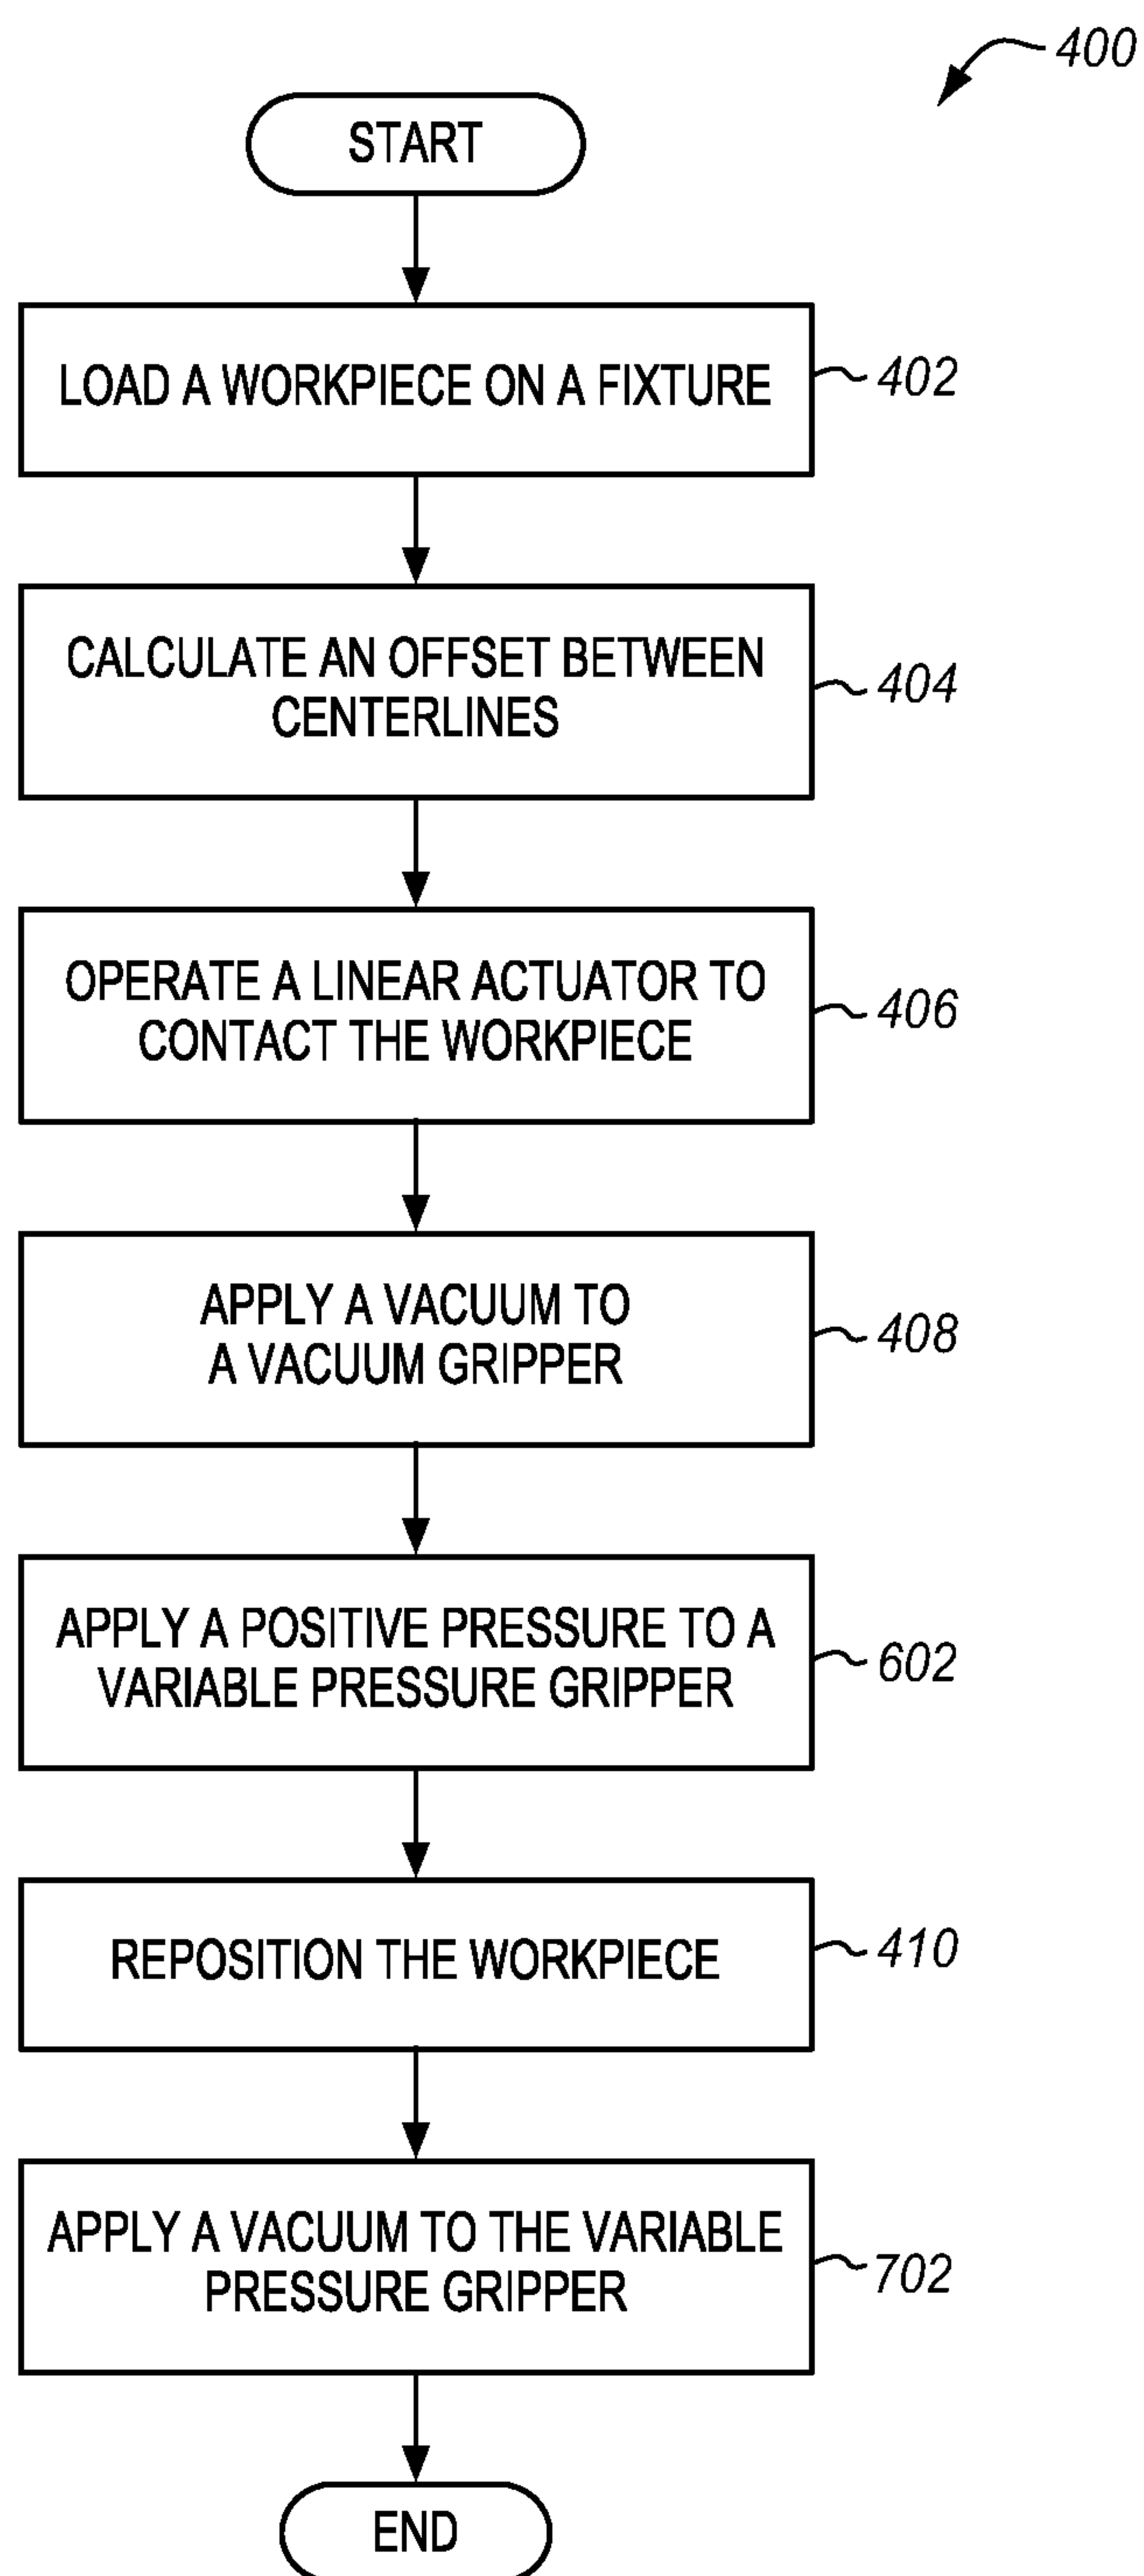 400
START
LOAD A WORKPIECE ON A FIXTURE
402
CALCULATE AN OFFSET BETWEEN
CENTERLINES
404
OPERATE A LINEAR ACTUATOR TO
CONTACT THE WORKPIECE
406
APPLY A VACUUM TO
A VACUUM GRIPPER
408
APPLY A POSITIVE PRESSURE TO A
VARIABLE PRESSURE GRIPPER
602
REPOSITION THE WORKPIECE
410
APPLY A VACUUM TO THE VARIABLE
PRESSURE GRIPPER
702
END